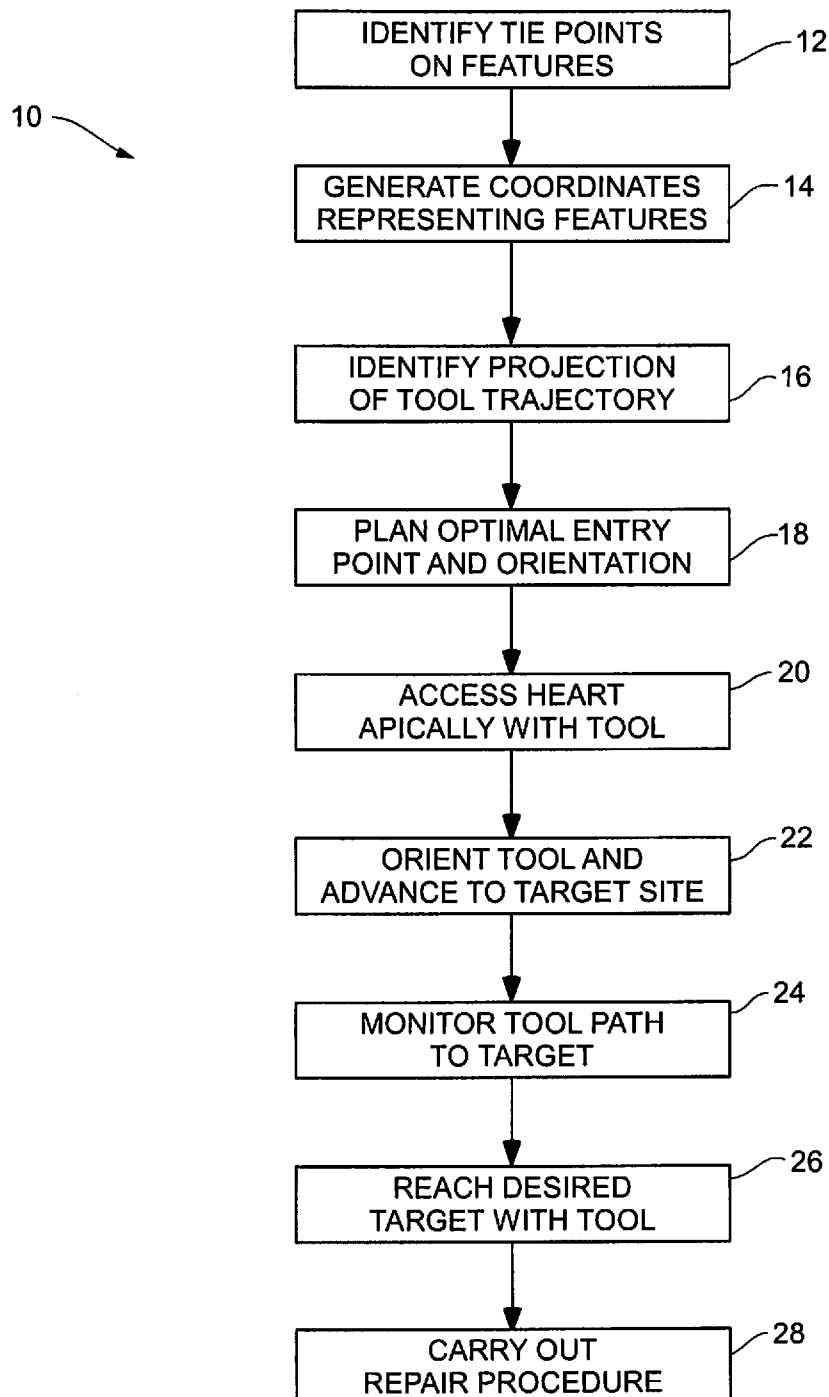 IDENTIFY TIE POINTS
ON FEATURES
12
10
GENERATE COORDINATES
REPRESENTING FEATURES
14
IDENTIFY PROJECTION
OF TOOL TRAJECTORY
16
PLAN OPTIMAL ENTRY
POINT AND ORIENTATION
18
ACCESS HEART
APICALLY WITH TOOL
20
ORIENT TOOL AND
ADVANCE TO TARGET SITE
22
MONITOR TOOL PATH
TO TARGET
24
REACH DESIRED
TARGET WITH TOOL
26
CARRY OUT
REPAIR PROCEDURE
28